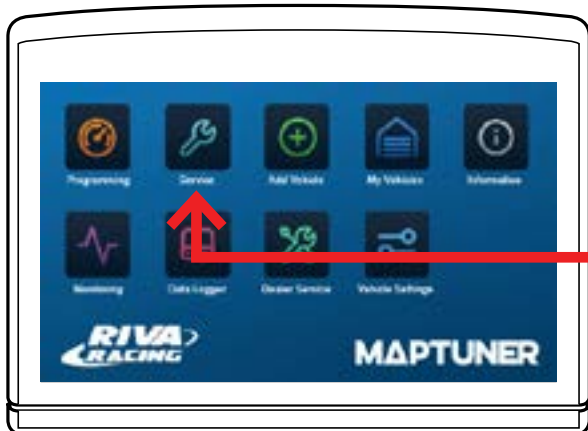 Programming Service Add Vehicle My Vehicles Information
Monitoring Data Logger Dealer Service Vehicle Settings
RIVA RACING MAPTUNER